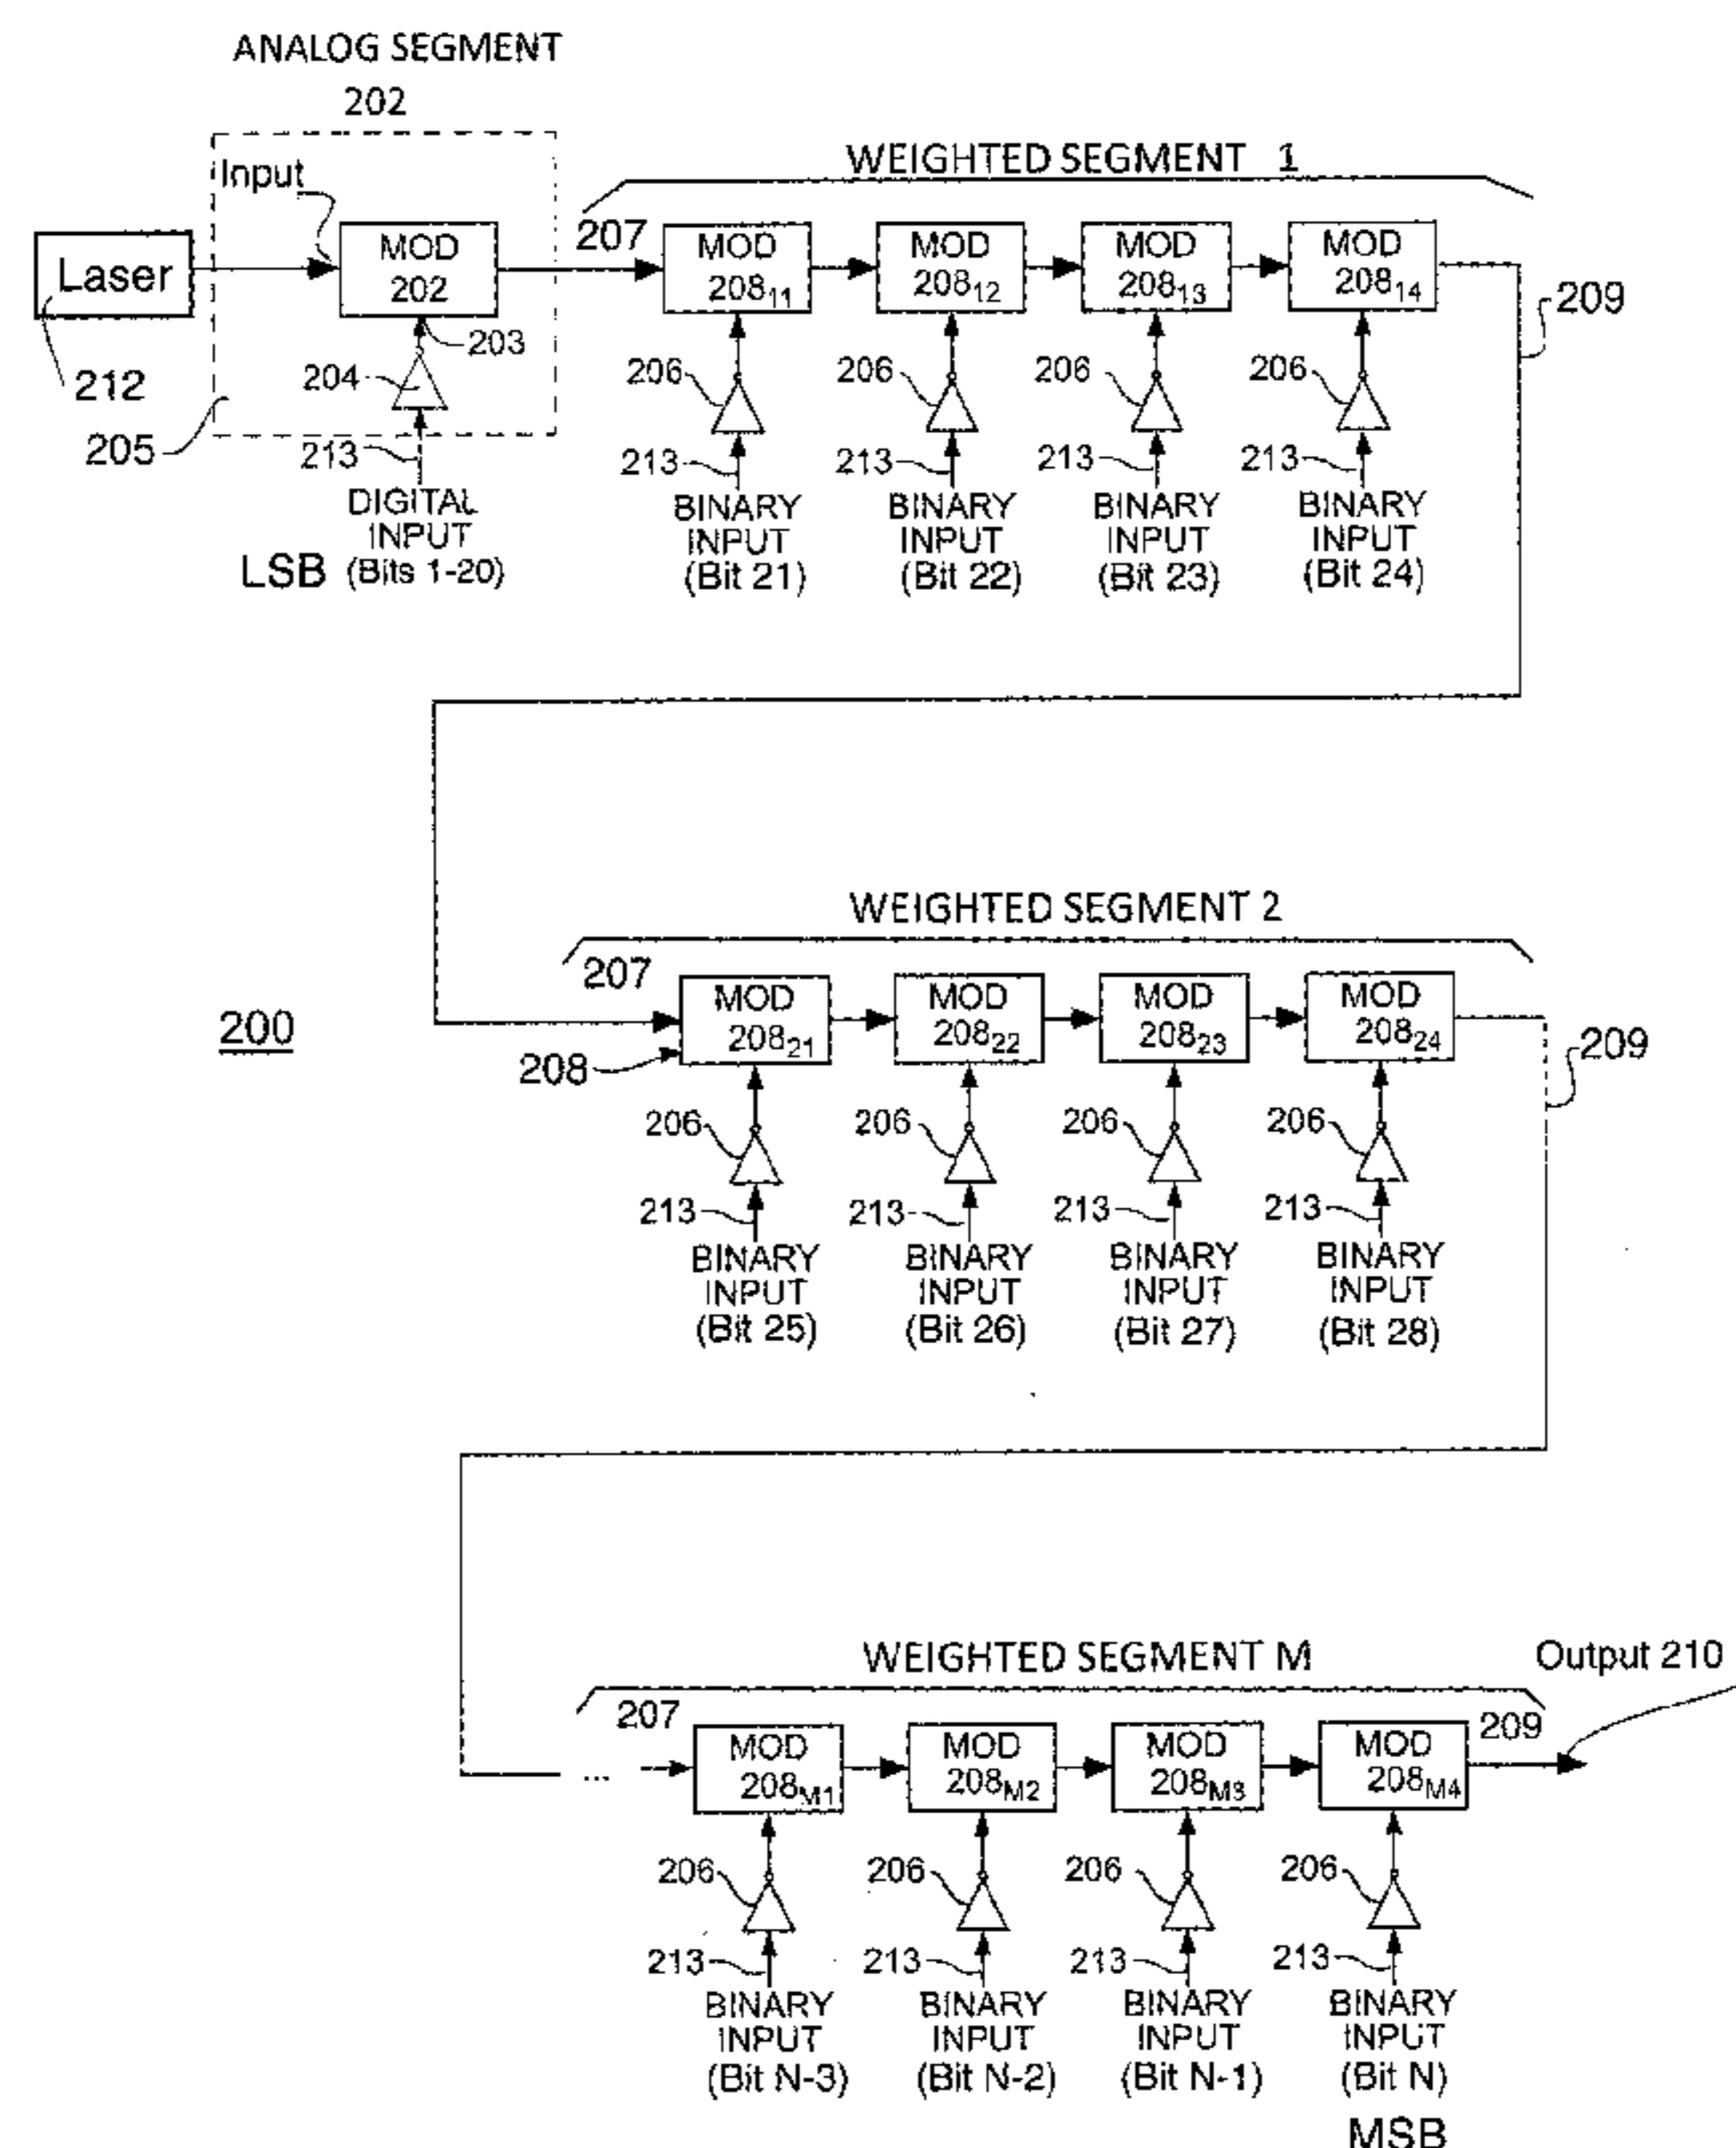 ANALOG SEGMENT
202
Input
WEIGHTED SEGMENT 1
Laser
MOD
202
207
MOD
208₁₁
MOD
208₁₂
MOD
208₁₃
MOD
208₁₄
209
203
204
206
206
206
206
212
205
213
213
213
213
213
DIGITAL
INPUT
(Bits 1-20)
LSB
BINARY
INPUT
(Bit 21)
BINARY
INPUT
(Bit 22)
BINARY
INPUT
(Bit 23)
BINARY
INPUT
(Bit 24)
WEIGHTED SEGMENT 2
207
200
MOD
208₂₁
MOD
208₂₂
MOD
208₂₃
MOD
208₂₄
209
208
206
206
206
206
213
213
213
213
BINARY
INPUT
(Bit 25)
BINARY
INPUT
(Bit 26)
BINARY
INPUT
(Bit 27)
BINARY
INPUT
(Bit 28)
WEIGHTED SEGMENT M
Output 210
207
209
...
MOD
208M1
MOD
208M2
MOD
208M3
MOD
208M4
206
206
206
206
213
213
213
213
BINARY
INPUT
(Bit N-3)
BINARY
INPUT
(Bit N-2)
BINARY
INPUT
(Bit N-1)
BINARY
INPUT
(Bit N)
MSB